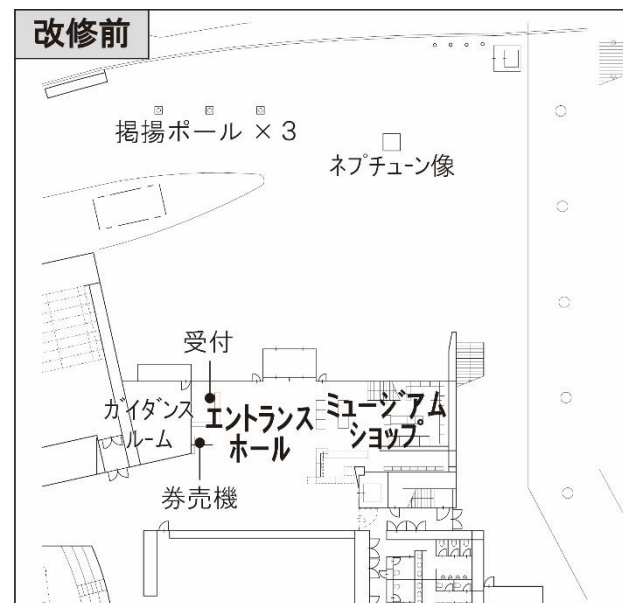 改修前
掲揚ポール × 3
ネプチューン像
受付
ガイダンス
ルーム
エントランス
ホール
ミュージアム
ショップ
券売機